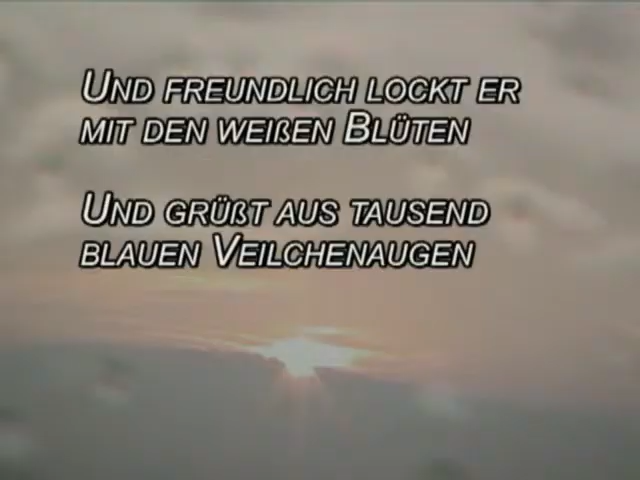 Und freundlich lockt er
mit den weißen Blüten
Und grüßt aus tausend
blauen Veilchenaugen